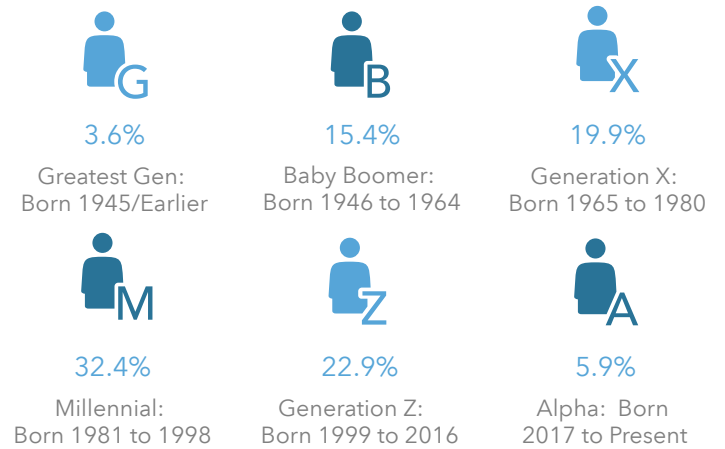 G
B
X
3.6%
15.4%
19.9%
Greatest Gen:
Born 1945/Earlier
Baby Boomer:
Born 1946 to 1964
Generation X:
Born 1965 to 1980
M
Z
A
32.4%
22.9%
5.9%
Millennial:
Born 1981 to 1998
Generation Z:
Born 1999 to 2016
Alpha:  Born
2017 to Present